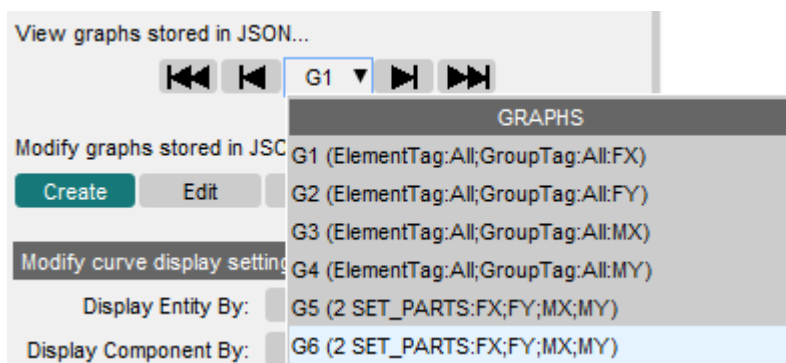 View graphs stored in JSON...
G1
GRAPHS
Modify graphs stored in JSO
G1 (ElementTag:All;GroupTag:All:FX)
Create Edit
G2 (ElementTag:All;GroupTag:All:FY)
G3 (ElementTag:All;GroupTag:All:MX)
Modify curve display setting
G4 (ElementTag:All;GroupTag:All:MY)
Display Entity By:
G5 (2 SET_PARTS:FX;FY;MX;MY)
Display Component By:
G6 (2 SET_PARTS:FX;FY;MX;MY)